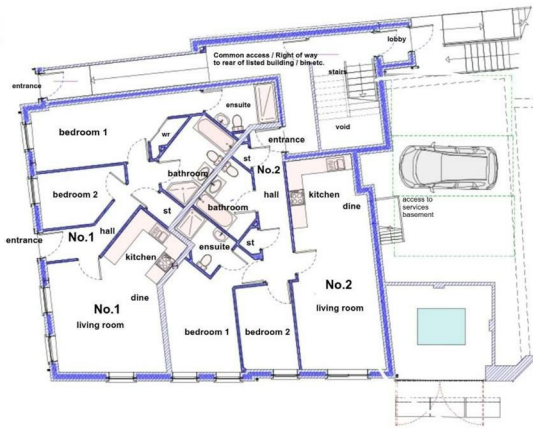 lobby
Common access / Right of way
to rear of listed building / bin etc.
stairs
entrance
ensuite
bedroom 1
wr
void
entrance
st
No.2
bathroom
kitchen
bedroom 2
hall
dine
bathroom
access to
services
basement
st
hall
entrance
No.1
st
kitchen
ensuite
No.1
dine
No.2
living room
living room
bedroom 1
bedroom 2